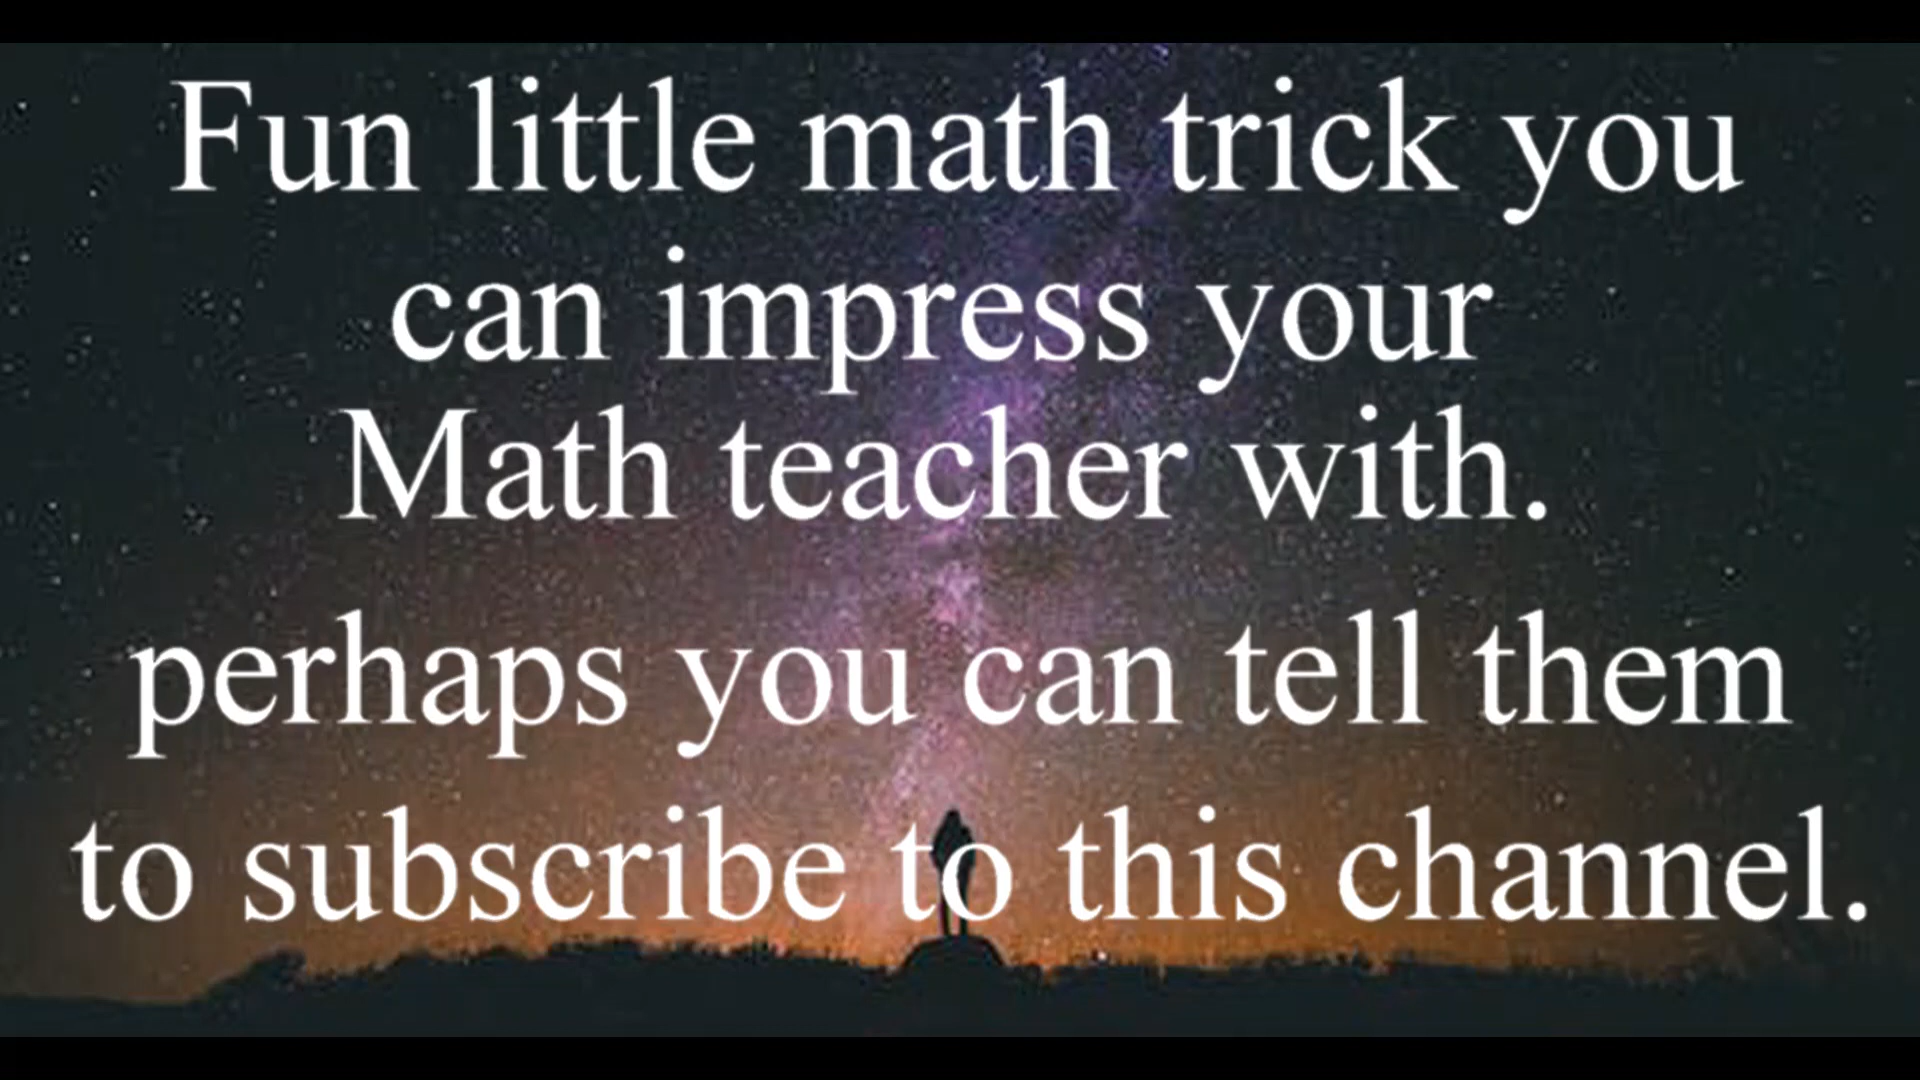 Fun little math trick you
can impress your
Math teacher with.
perhaps you can tell them
to subscribe to this channel.